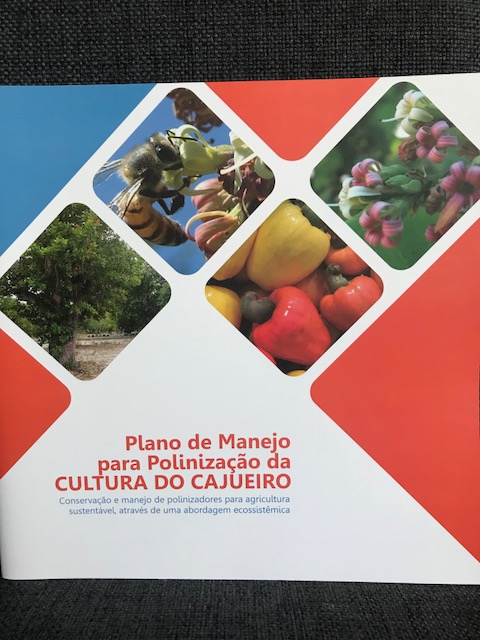 Plano de Manejo
para Polinização da
CULTURA DO CAJUEIRO
Conservação e manejo de polinizadores para agricultura
sustentável, através de uma abordagem ecossistêmica